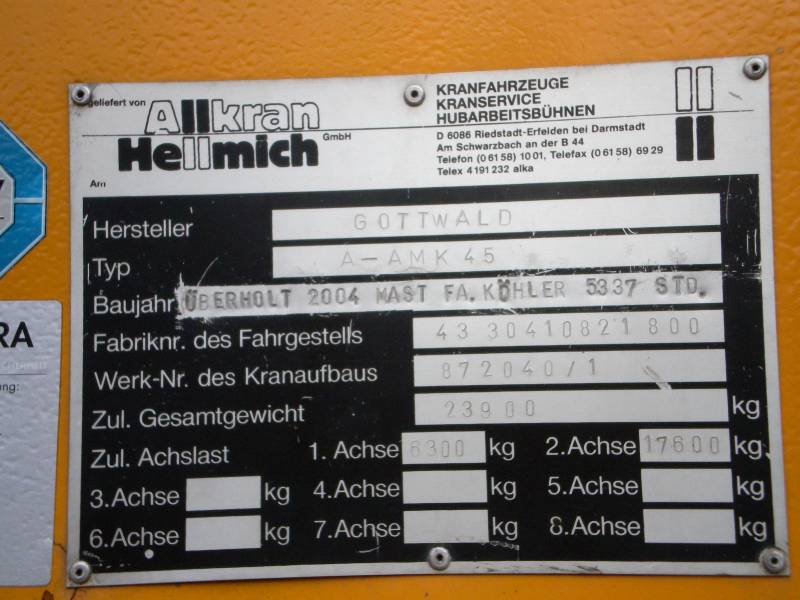 geliefert von
Allkran
Hellmich GmbH
KRANFAHRZEUGE
KRANSERVICE
HUBARBEITSBÜHNEN
D 6086 Riedstadt-Erfelden bei Darmstadt
Am Schwarzbach an der B 44
Telefon (0 61 58) 10 01, Telefax (0 61 58) 69 29
Telex 4 191 232 alka
Am
Hersteller GOTTWALD
Typ A-AMK 45
Baujahr ÜBERHOLT 2004 MAST FA. KÖHLER 5337 STD.
Fabriknr. des Fahrgestells 43 30410821 800
Werk-Nr. des Kranaufbaus 872040/1
Zul. Gesamtgewicht 23900 kg
Zul. Achslast 1. Achse 6300 kg 2. Achse 17600 kg
3. Achse kg 4. Achse kg 5. Achse kg
6. Achse kg 7. Achse kg 8. Achse kg
RA
ung: